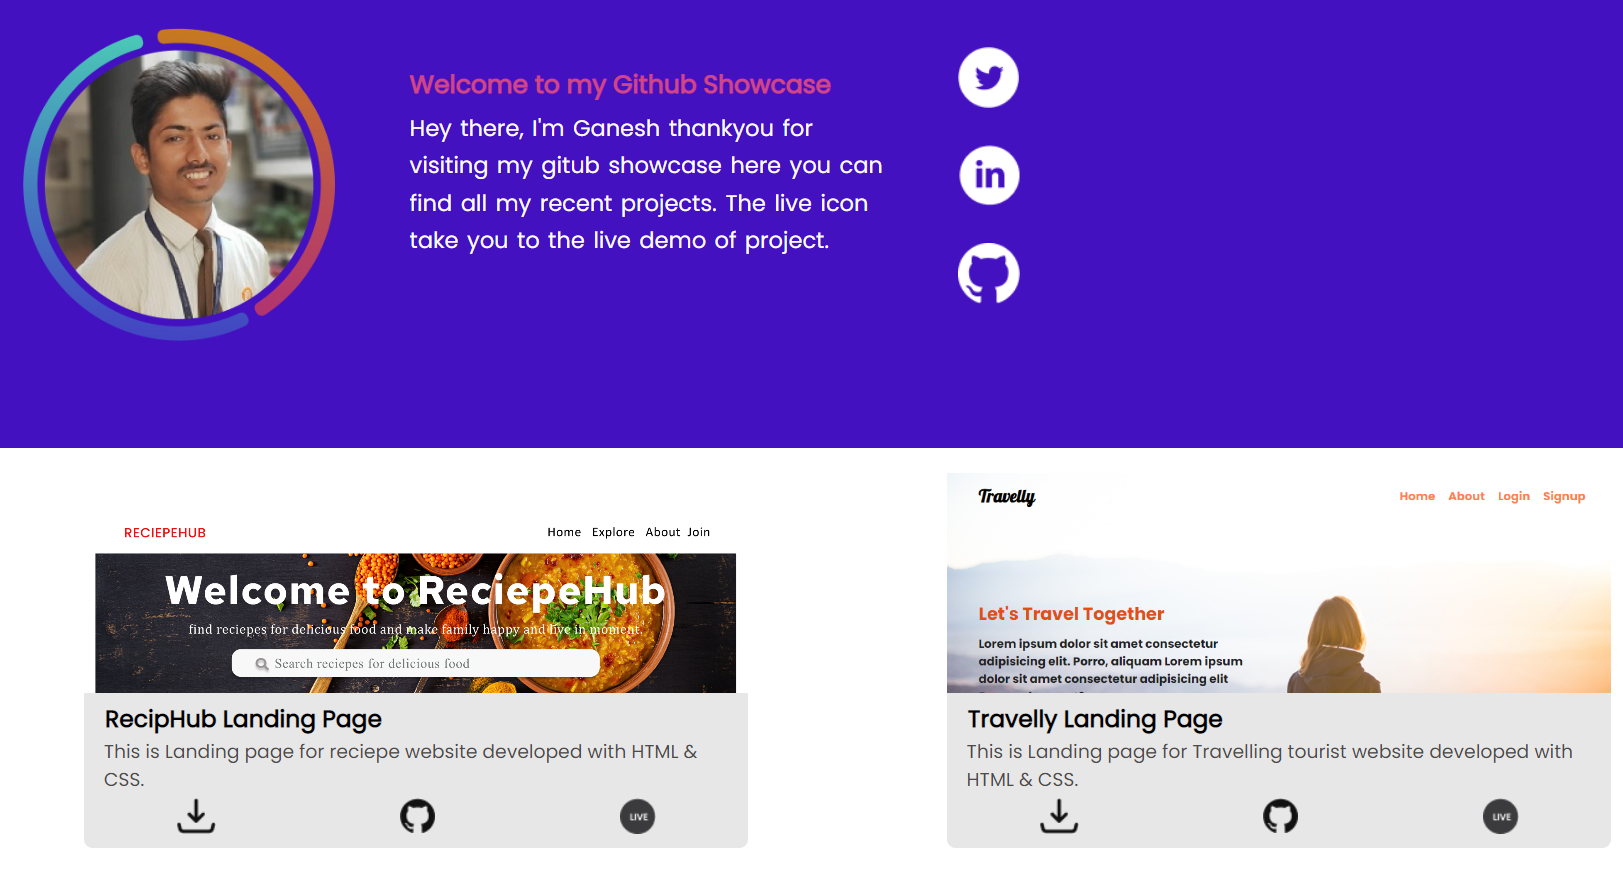 Welcome to my Github Showcase
Hey there, I'm Ganesh thankyou for
visiting my gitub showcase here you can
find all my recent projects. The live icon
take you to the live demo of project.
in
RECIEPEHUB
Home Explore About Join
Welcome to ReciepeHub
find reciepes for delicious food and make family happy and live in moment.
Search reciepes for delicious food
RecipHub Landing Page
This is Landing page for reciepe website developed with HTML &
CSS.
LIVE
Travelly
Home About Login Signup
Let's Travel Together
Lorem ipsum dolor sit amet consectetur
adipisicing elit. Porro, aliquam Lorem ipsum
dolor sit amet consectetur adipisicing elit
Travelly Landing Page
This is Landing page for Travelling tourist website developed with
HTML & CSS.
LIVE